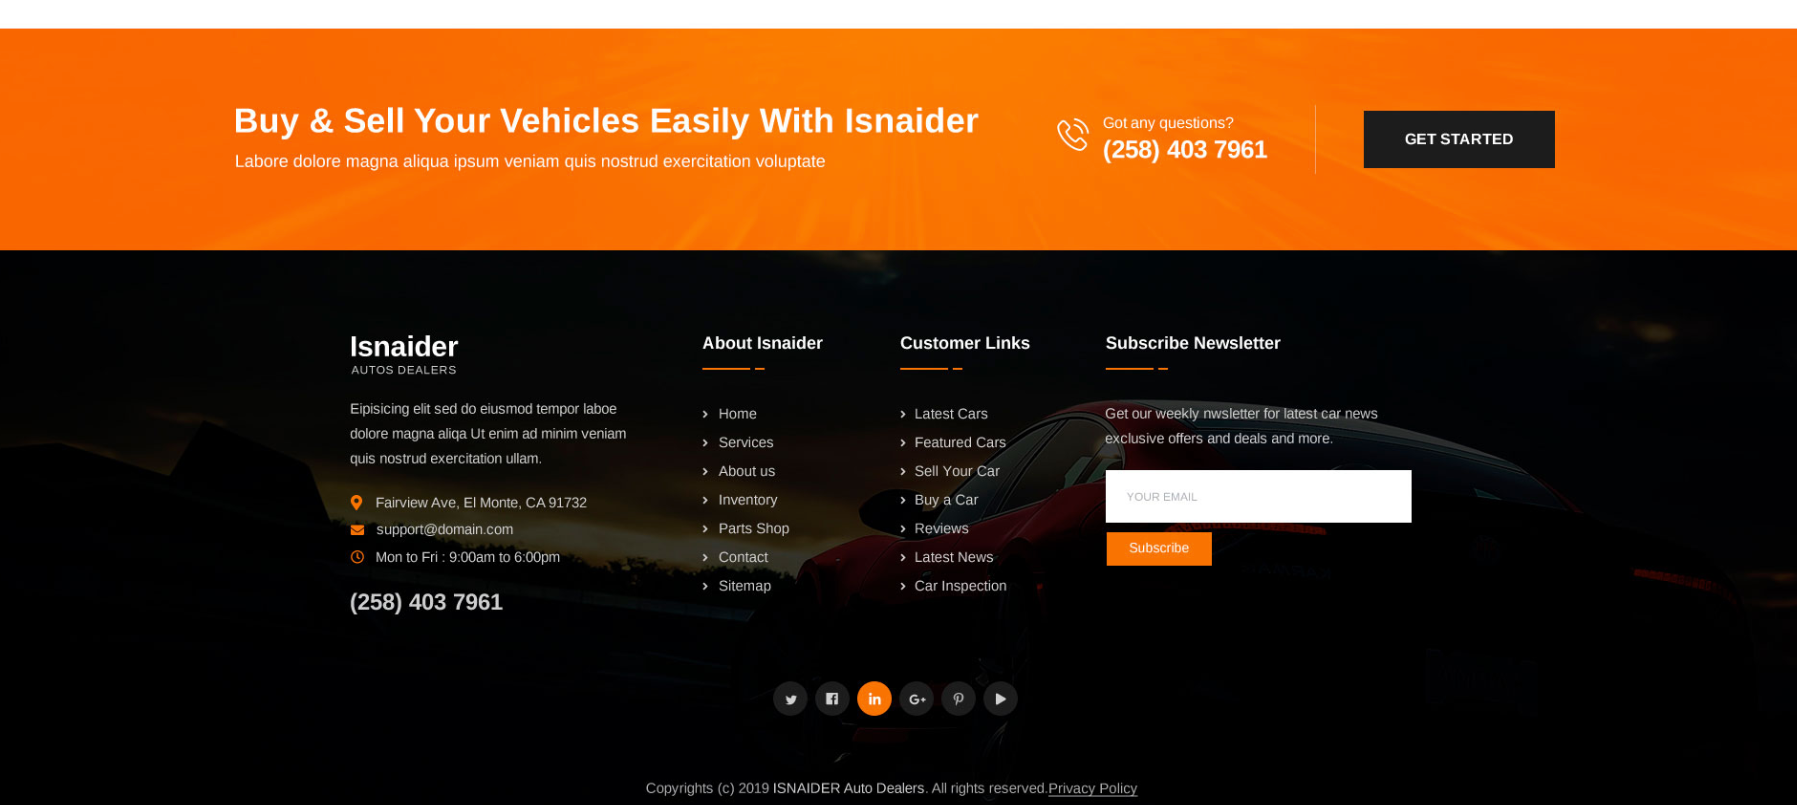 Buy & Sell Your Vehicles Easily With Isnaider
Labore dolore magna aliqua ipsum veniam quis nostrud exercitation voluptate
Got any questions?
(258) 403 7961
GET STARTED
Isnaider
AUTOS DEALERS
Eipisicing elit sed do eiusmod tempor laboe
dolore magna aliqa Ut enim ad minim veniam
quis nostrud exercitation ullam.
Fairview Ave, El Monte, CA 91732
support@domain.com
Mon to Fri : 9:00am to 6:00pm
(258) 403 7961
About Isnaider
Home
Services
About us
Inventory
Parts Shop
Contact
Sitemap
Customer Links
Latest Cars
Featured Cars
Sell Your Car
Buy a Car
Reviews
Latest News
Car Inspection
Subscribe Newsletter
Get our weekly nwsletter for latest car news
exclusive offers and deals and more.
YOUR EMAIL
Subscribe
Copyrights (c) 2019 ISNAIDER Auto Dealers. All rights reserved.Privacy Policy